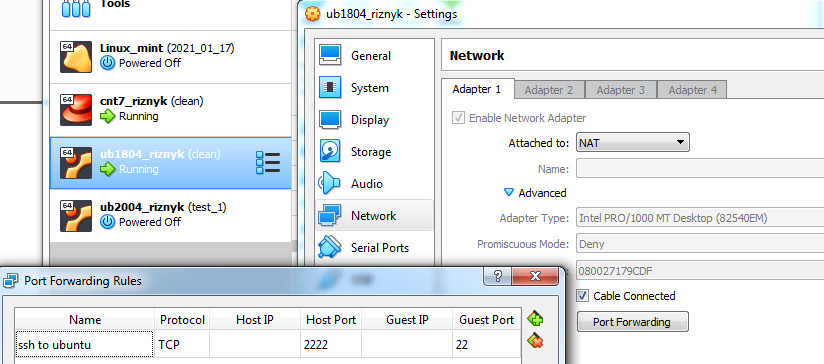 Tools
64
Linux_mint (2021_01_17)
Powered Off
64
cnt7_riznyk (clean)
Running
64
ub1804_riznyk (clean)
Running
64
ub2004_riznyk (test_1)
Powered Off
ub1804_riznyk - Settings
General
System
Display
Storage
Audio
Network
Serial Ports
Network
Adapter 1 Adapter 2 Adapter 3 Adapter 4
Enable Network Adapter
Attached to: NAT
Name:
Advanced
Adapter Type: Intel PRO/1000 MT Desktop (82540EM)
Promiscuous Mode: Deny
080027179CDF
Cable Connected
Port Forwarding
Port Forwarding Rules
Name Protocol Host IP Host Port Guest IP Guest Port
ssh to ubuntu TCP 2222 22